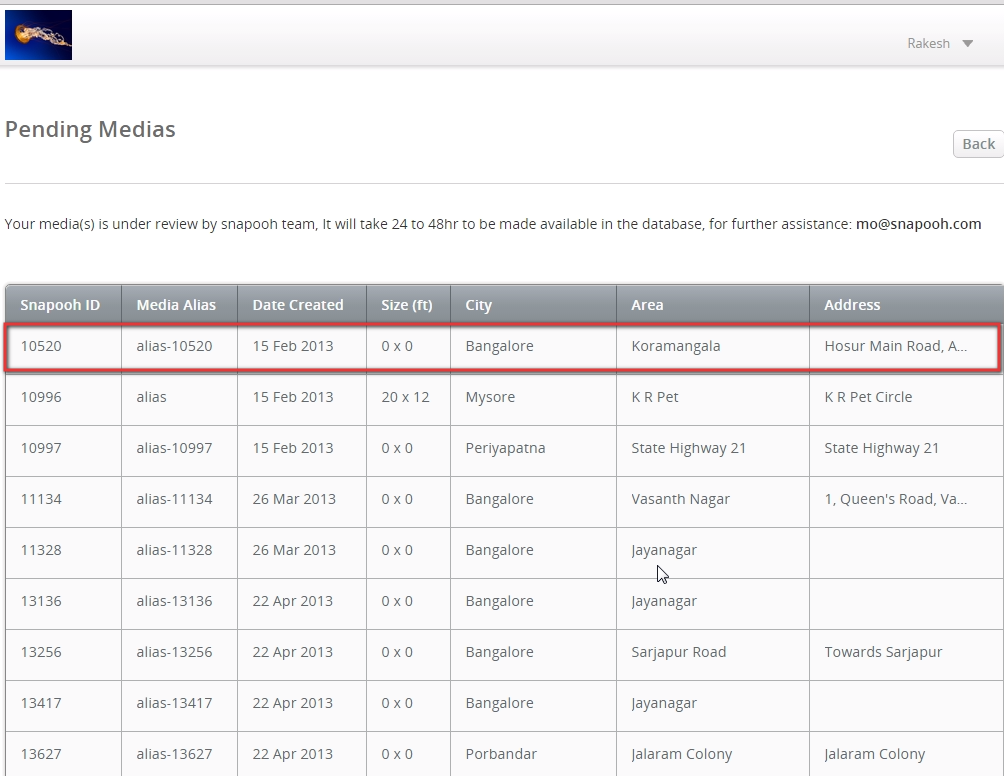 Rakesh
Pending Medias
Back
Your media(s) is under review by snapooh team, It will take 24 to 48hr to be made available in the database, for further assistance: mo@snapooh.com
Snapooh ID Media Alias Date Created Size (ft) City Area Address
10520 alias-10520 15 Feb 2013 0 x 0 Bangalore Koramangala Hosur Main Road, A...
10996 alias 15 Feb 2013 20 x 12 Mysore K R Pet K R Pet Circle
10997 alias-10997 15 Feb 2013 0 x 0 Periyapatna State Highway 21 State Highway 21
11134 alias-11134 26 Mar 2013 0 x 0 Bangalore Vasanth Nagar 1, Queen's Road, Va...
11328 alias-11328 26 Mar 2013 0 x 0 Bangalore Jayanagar
13136 alias-13136 22 Apr 2013 0 x 0 Bangalore Jayanagar
13256 alias-13256 22 Apr 2013 0 x 0 Bangalore Sarjapur Road Towards Sarjapur
13417 alias-13417 22 Apr 2013 0 x 0 Bangalore Jayanagar
13627 alias-13627 22 Apr 2013 0 x 0 Porbandar Jalaram Colony Jalaram Colony